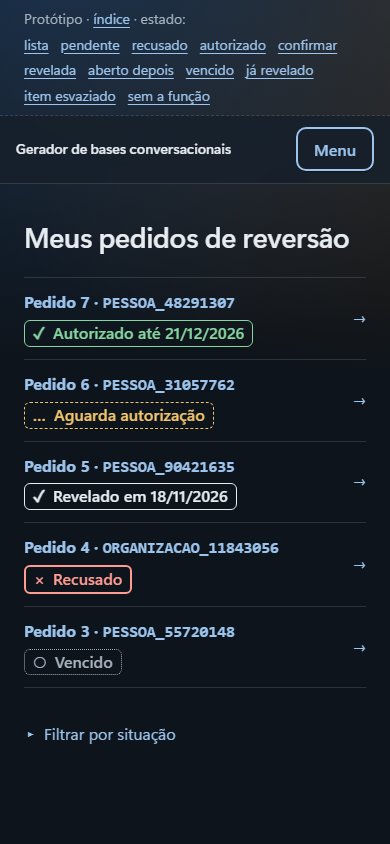 Protótipo · índice · estado:
lista pendente recusado autorizado confirmar
revelada aberto depois vencido já revelado
item esvaziado sem a função
Gerador de bases conversacionais
Menu
Meus pedidos de reversão
Pedido 7 · PESSOA_48291307
→
✓ Autorizado até 21/12/2026
Pedido 6 · PESSOA_31057762
→
… Aguarda autorização
Pedido 5 · PESSOA_90421635
→
✓ Revelado em 18/11/2026
Pedido 4 · ORGANIZACAO_11843056
→
× Recusado
Pedido 3 · PESSOA_55720148
→
○ Vencido
▸ Filtrar por situação